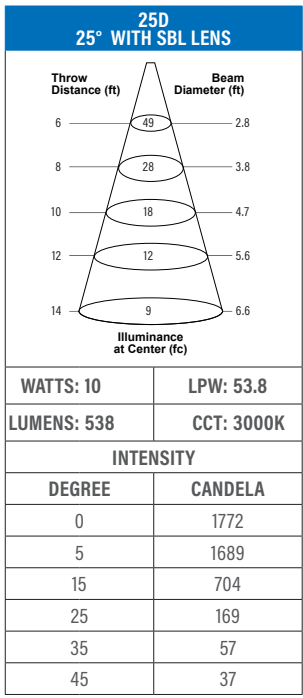 25D
25° WITH SBL LENS
Throw Beam
Distance (ft) Diameter (ft)
6 49 2.8
8 28 3.8
10 18 4.7
12 12 5.6
14 9 6.6
Illuminance
at Center (fc)
WATTS: 10 LPW: 53.8
LUMENS: 538 CCT: 3000K
INTENSITY
DEGREE CANDELA
0 1772
5 1689
15 704
25 169
35 57
45 37